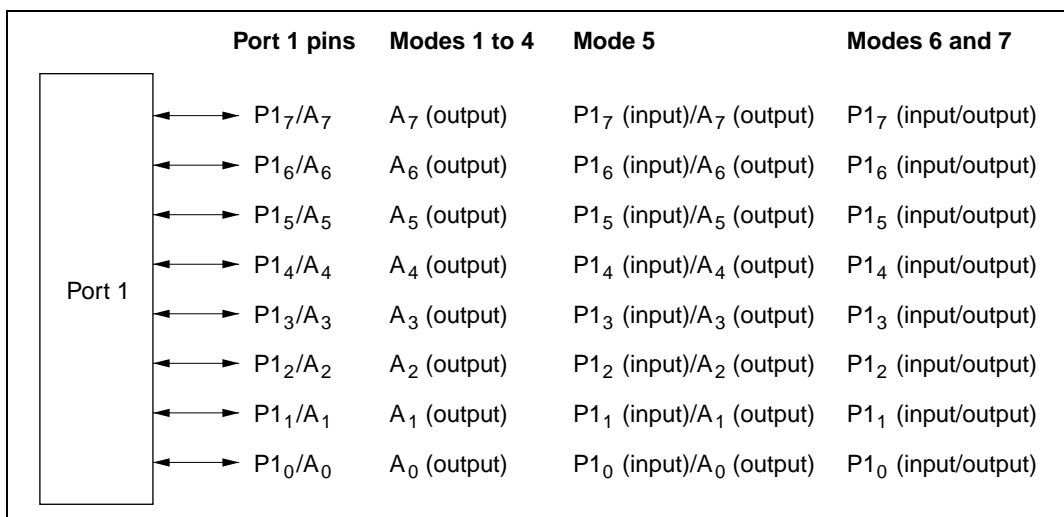 Port 1 pins Modes 1 to 4 Mode 5 Modes 6 and 7
P1₇/A₇ A₇ (output) P1₇ (input)/A₇ (output) P1₇ (input/output)
P1₆/A₆ A₆ (output) P1₆ (input)/A₆ (output) P1₆ (input/output)
P1₅/A₅ A₅ (output) P1₅ (input)/A₅ (output) P1₅ (input/output)
P1₄/A₄ A₄ (output) P1₄ (input)/A₄ (output) P1₄ (input/output)
Port 1
P1₃/A₃ A₃ (output) P1₃ (input)/A₃ (output) P1₃ (input/output)
P1₂/A₂ A₂ (output) P1₂ (input)/A₂ (output) P1₂ (input/output)
P1₁/A₁ A₁ (output) P1₁ (input)/A₁ (output) P1₁ (input/output)
P1₀/A₀ A₀ (output) P1₀ (input)/A₀ (output) P1₀ (input/output)